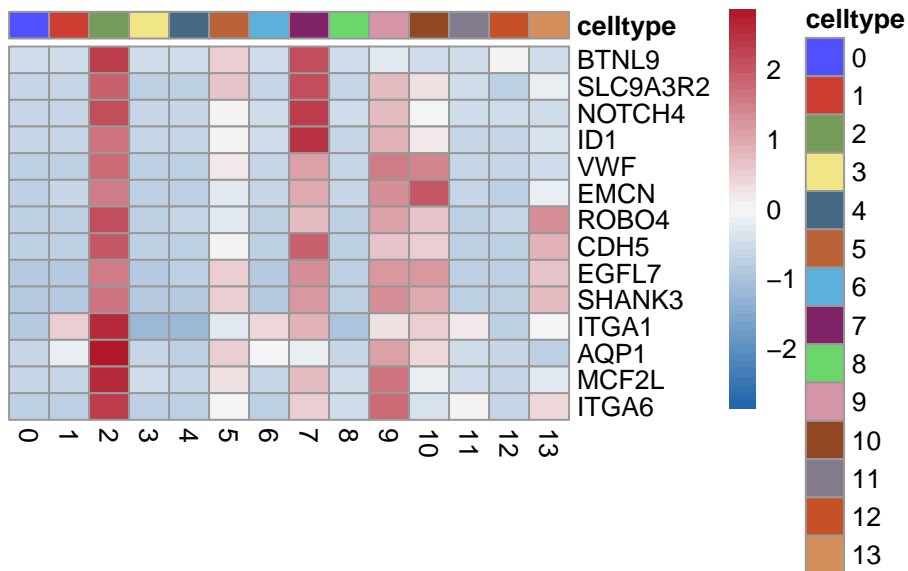 celltype
BTNL9
SLC9A3R2
NOTCH4
ID1
VWF
EMCN
ROBO4
CDH5
EGFL7
SHANK3
ITGA1
AQP1
MCF2L
ITGA6
0 1 2 3 4 5 6 7 8 9 10 11 12 13
2
1
0
−1
−2
celltype
0
1
2
3
4
5
6
7
8
9
10
11
12
13